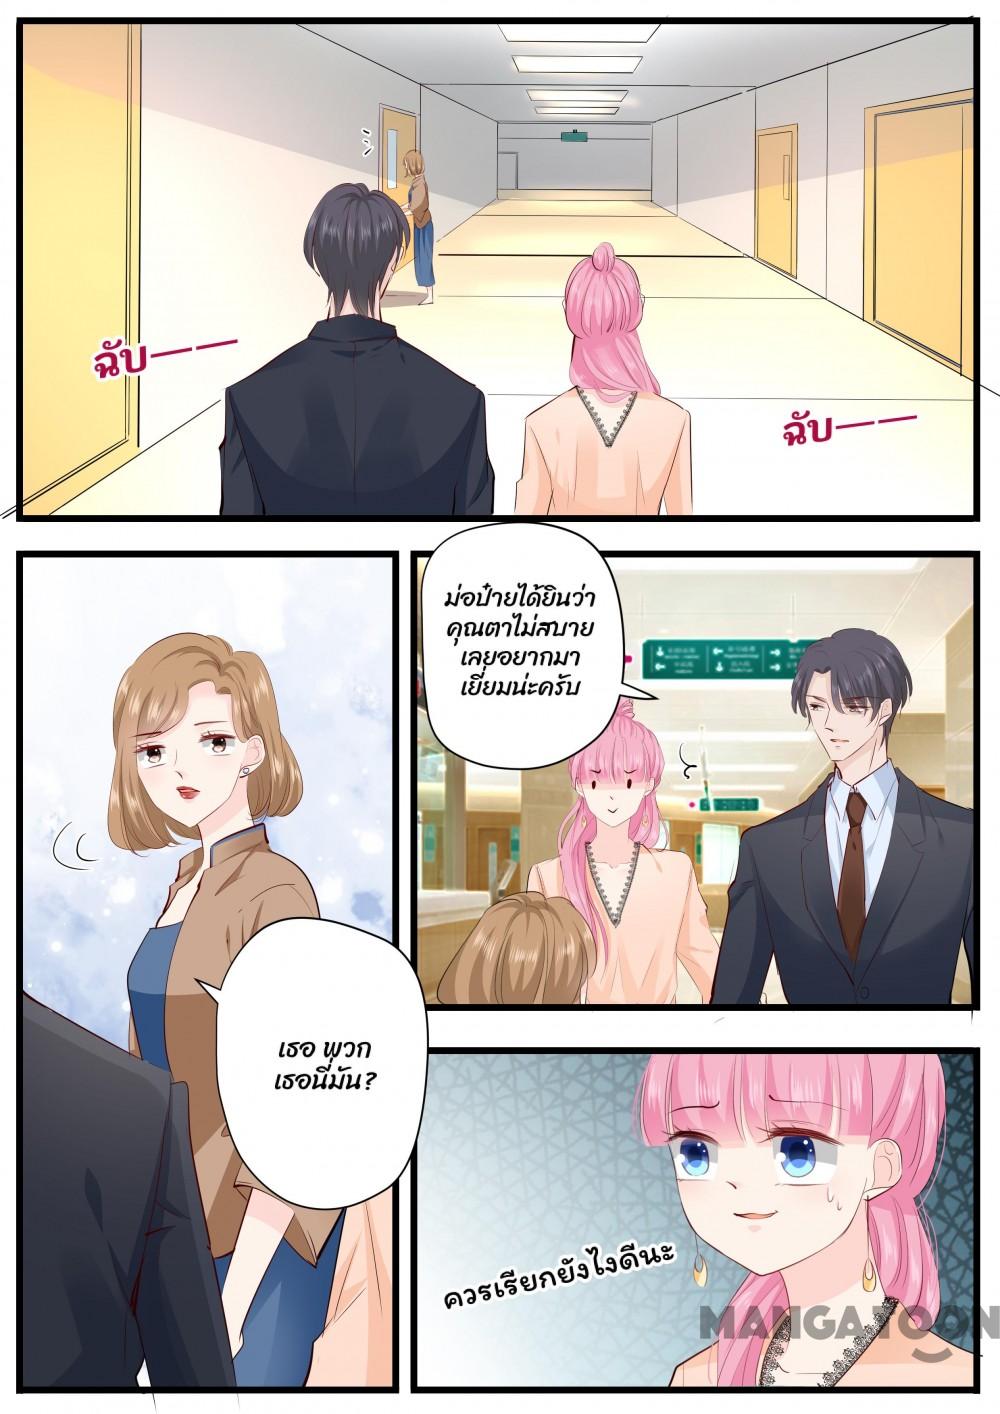 ฉับ——
ฉับ——
ม่อป๋ายได้ยินว่า
คุณตาไม่สบาย
เลยอยากมา
เยี่ยมน่ะครับ
เธอ พวก
เธอนี่มัน?
ควรเรียกยังไงดีนะ
MANGATOON